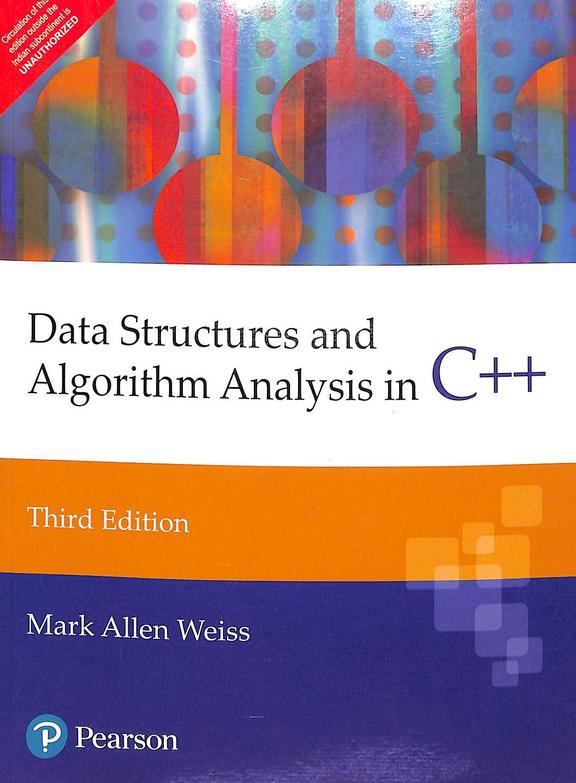 Circulation of this
edition outside the
Indian subcontinent is
UNAUTHORIZED
Data Structures and
Algorithm Analysis in C++
Third Edition
Mark Allen Weiss
P Pearson